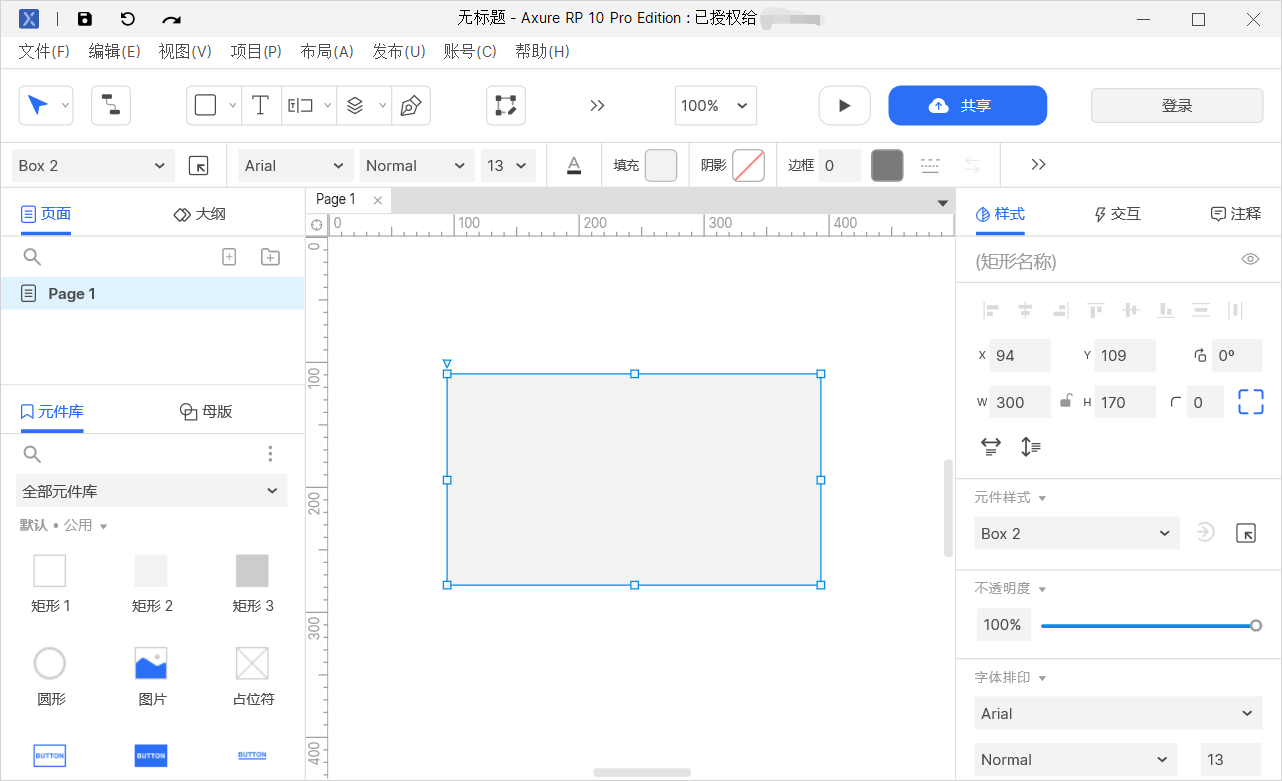 无标题 - Axure RP 10 Pro Edition : 已授权给
文件(F) 编辑(E) 视图(V) 项目(P) 布局(A) 发布(U) 账号(C) 帮助(H)
100% 共享 登录
Box 2 Arial Normal 13 A 填充 阴影 边框 0
页面 大纲 Page 1 样式 交互 注释
0 100 200 300 400
(矩形名称)
Page 1
0
100
200
300
400
X 94 Y 109 0º
W 300 H 170 0
元件库 母版
全部元件库
默认 • 公用
矩形 1 矩形 2 矩形 3
圆形 图片 占位符
BUTTON BUTTON BUTTON
元件样式
Box 2
不透明度
100%
字体排印
Arial
Normal 13